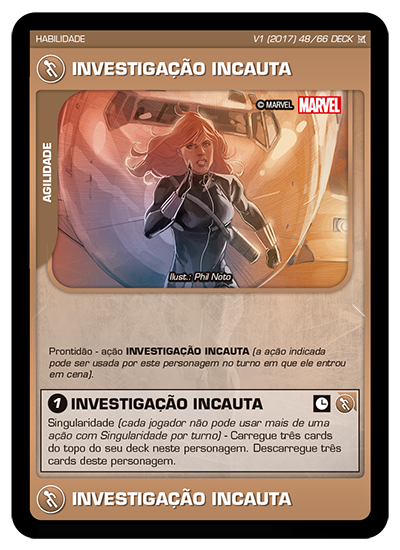 HABILIDADE
V1 (2017) 48/66 DECK
INVESTIGAÇÃO INCAUTA
© MARVEL MARVEL
AGILIDADE
Ilust.: Phil Noto
Prontidão - ação INVESTIGAÇÃO INCAUTA (a ação indicada
pode ser usada por este personagem no turno em que ele entrou
em cena).
1 INVESTIGAÇÃO INCAUTA
Singularidade (cada jogador não pode usar mais de uma
ação com Singularidade por turno) - Carregue três cards
do topo do seu deck neste personagem. Descarregue três
cards deste personagem.
INVESTIGAÇÃO INCAUTA